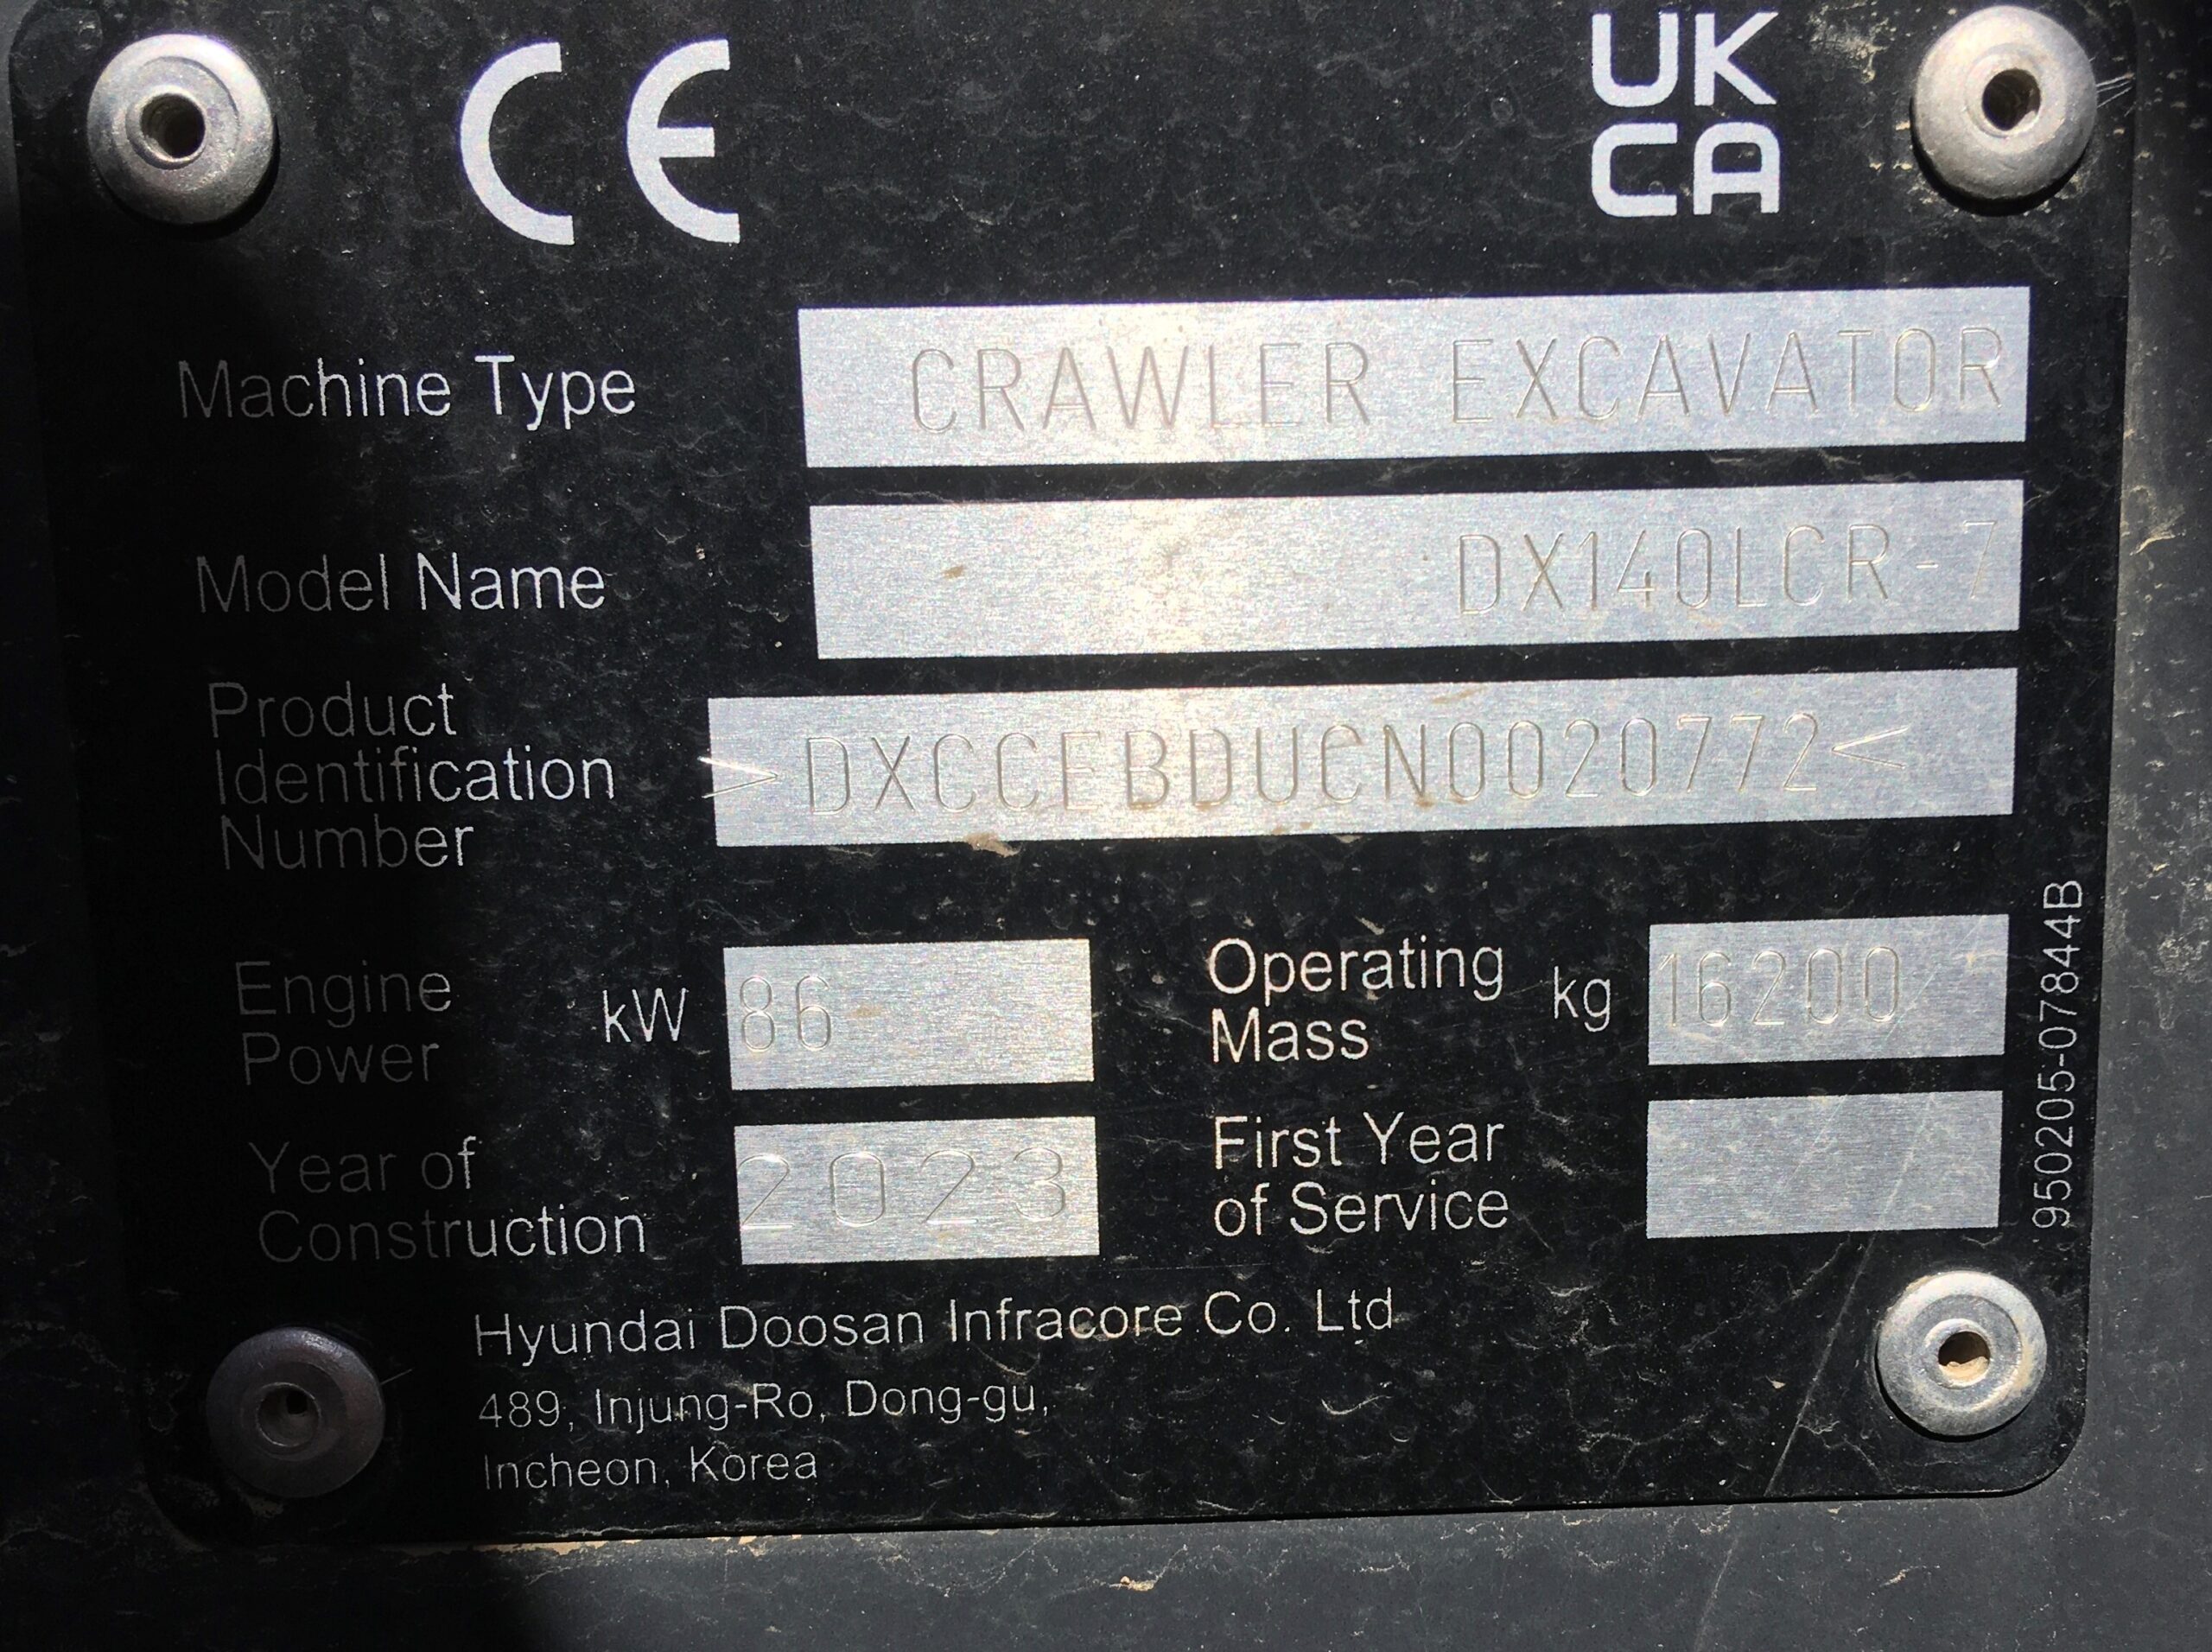 CE
UK
CA
Machine Type CRAWLER EXCAVATOR
Model Name DX140LCR-7
Product
Identification
Number
>DXCCEBDUCN0020772<
Engine
Power
kW 86
Operating
Mass
kg 16200
Year of
Construction
2023
First Year
of Service
Hyundai Doosan Infracore Co. Ltd
489, Injung-Ro, Dong-gu,
Incheon, Korea
950205-07844B